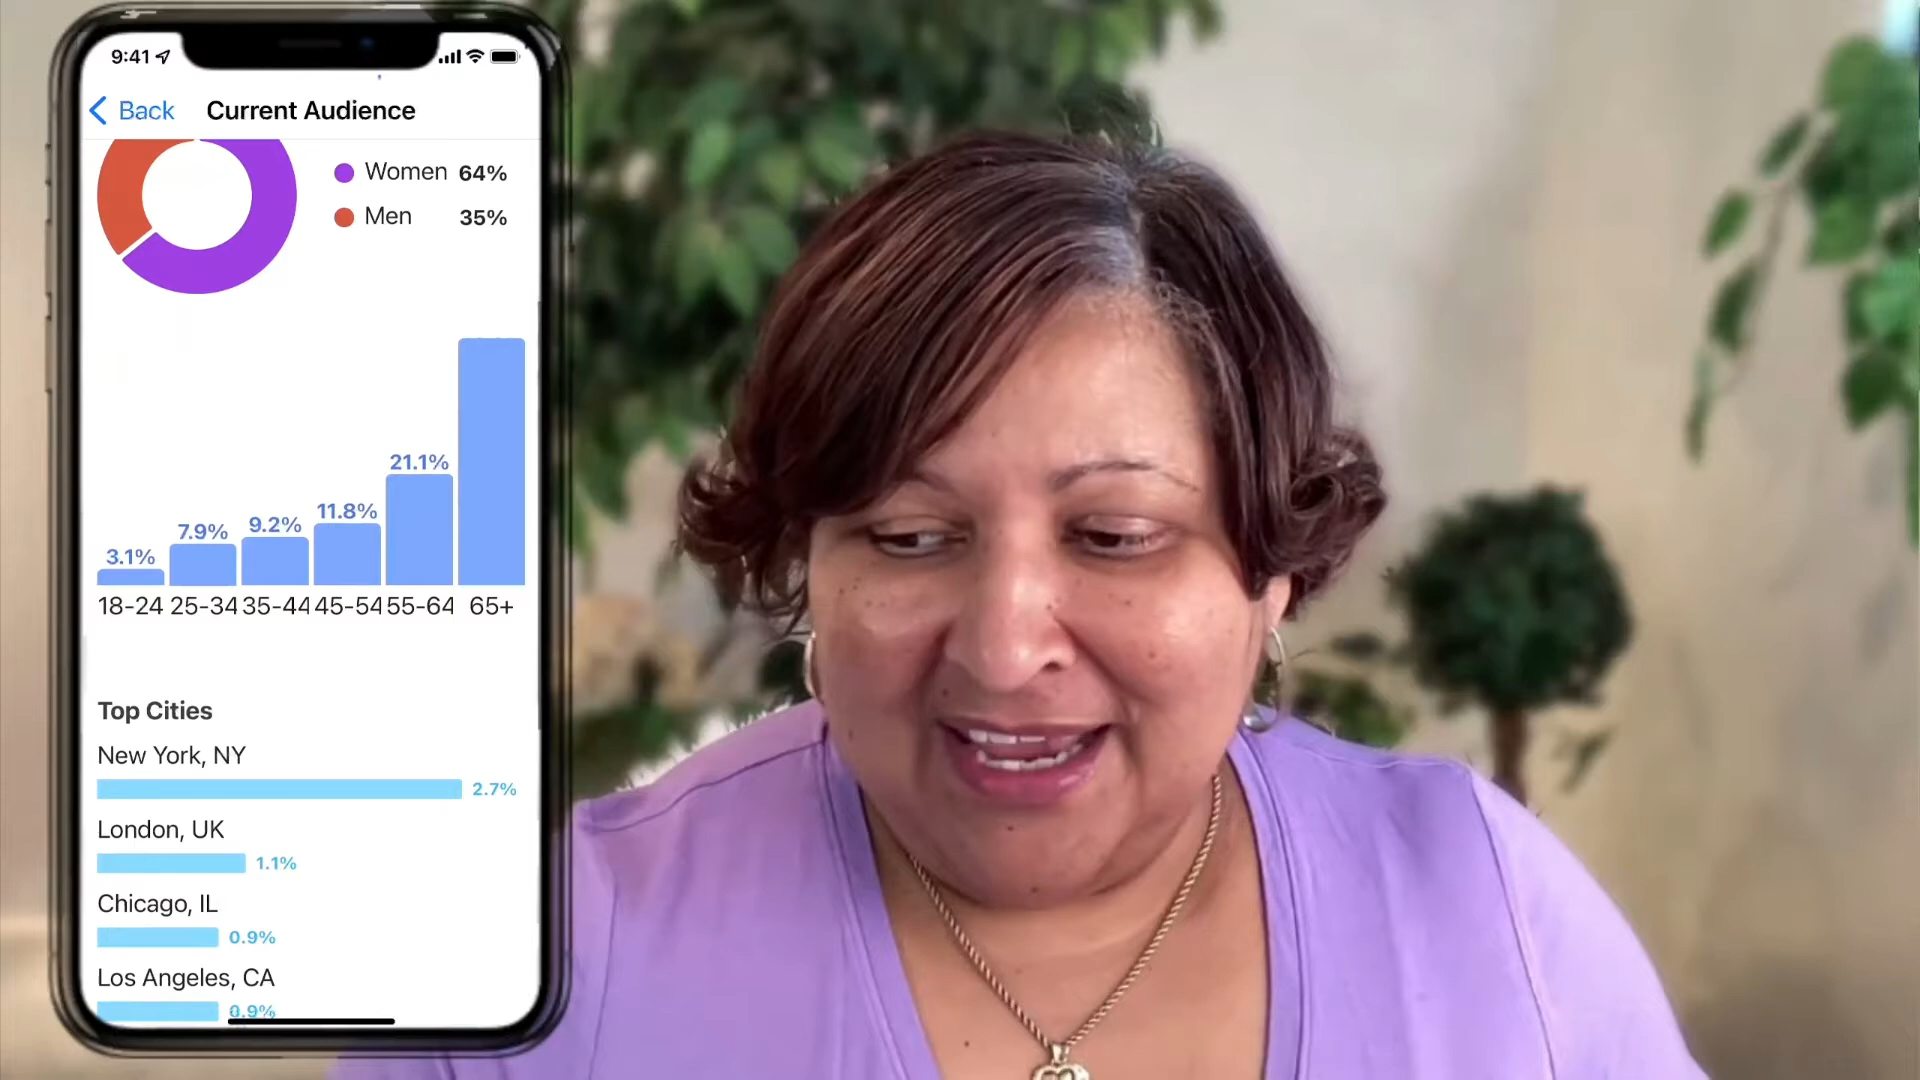 9:41
Back Current Audience
Women 64%
Men 35%
21.1%
11.8%
9.2%
7.9%
3.1%
18-24 25-34 35-44 45-54 55-64 65+
Top Cities
New York, NY
2.7%
London, UK
1.1%
Chicago, IL
0.9%
Los Angeles, CA
0.9%